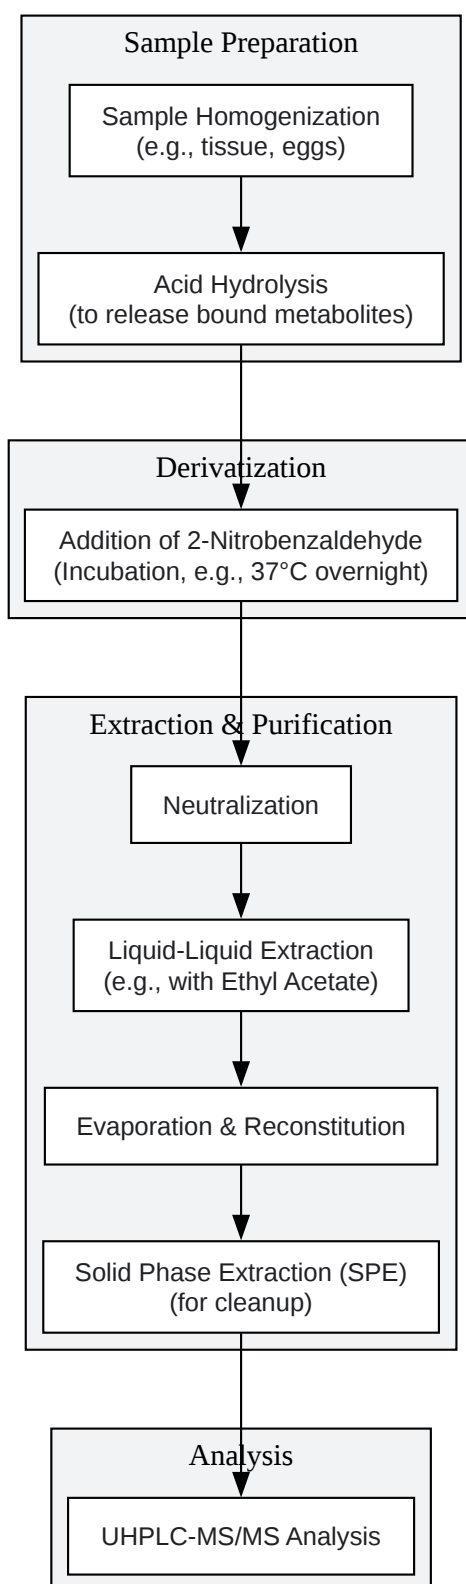 Sample Preparation
Sample Homogenization
(e.g., tissue, eggs)
Acid Hydrolysis
(to release bound metabolites)
Derivatization
Addition of 2-Nitrobenzaldehyde
(Incubation, e.g., 37°C overnight)
Extraction & Purification
Neutralization
Liquid-Liquid Extraction
(e.g., with Ethyl Acetate)
Evaporation & Reconstitution
Solid Phase Extraction (SPE)
(for cleanup)
Analysis
UHPLC-MS/MS Analysis